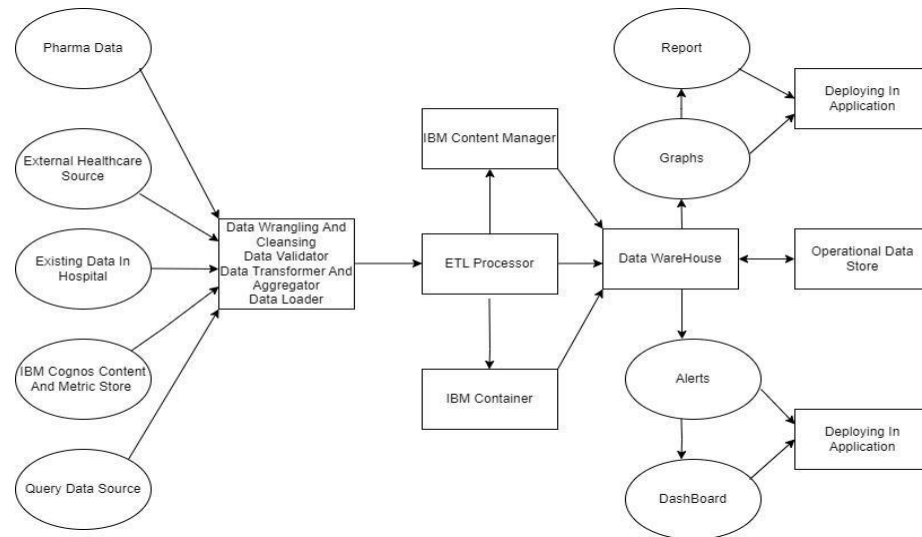 Pharma Data
External Healthcare
Source
Existing Data In
Hospital
IBM Cognos Content
And Metric Store
Query Data Source
Data Wrangling And
Cleansing
Data Validator
Data Transformer And
Aggregator
Data Loader
IBM Content Manager
ETL Processor
IBM Container
Data WareHouse
Report
Graphs
Alerts
DashBoard
Deploying In
Application
Operational Data
Store
Deploying In
Application